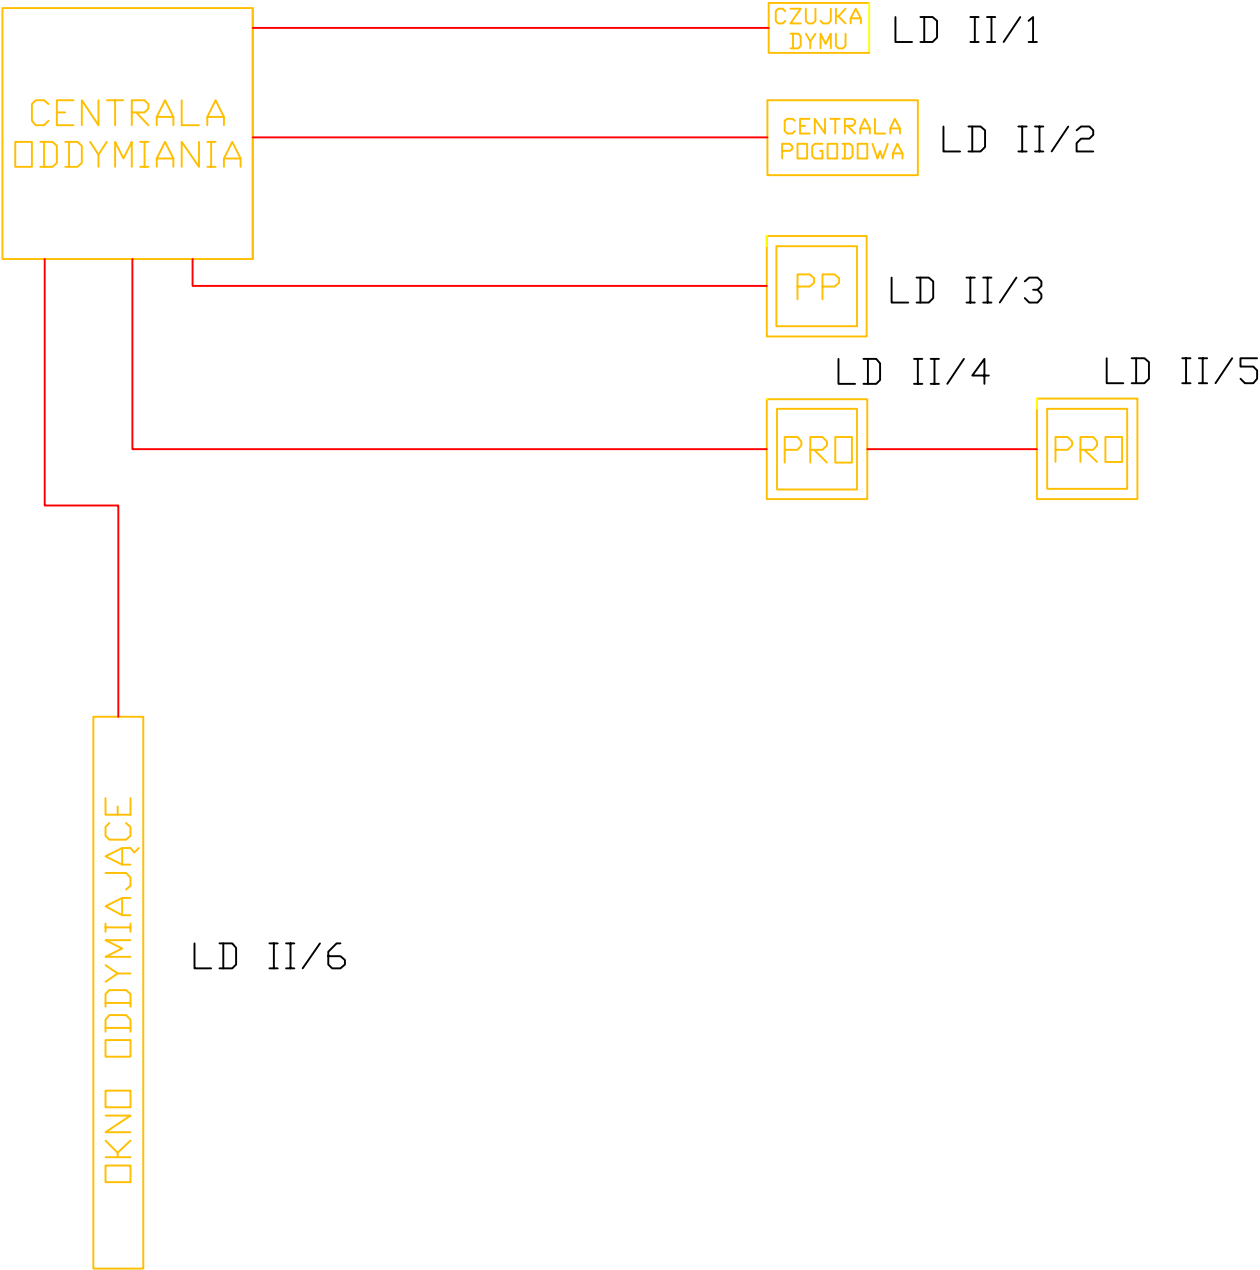 CZUJKA
DYMU
LD II/1
CENTRALA
ODDYMIANIA
CENTRALA
POGODOWA
LD II/2
PP
LD II/3
LD II/4
LD II/5
PRO
PRO
OKNO ODDYMIAJĄCE
LD II/6